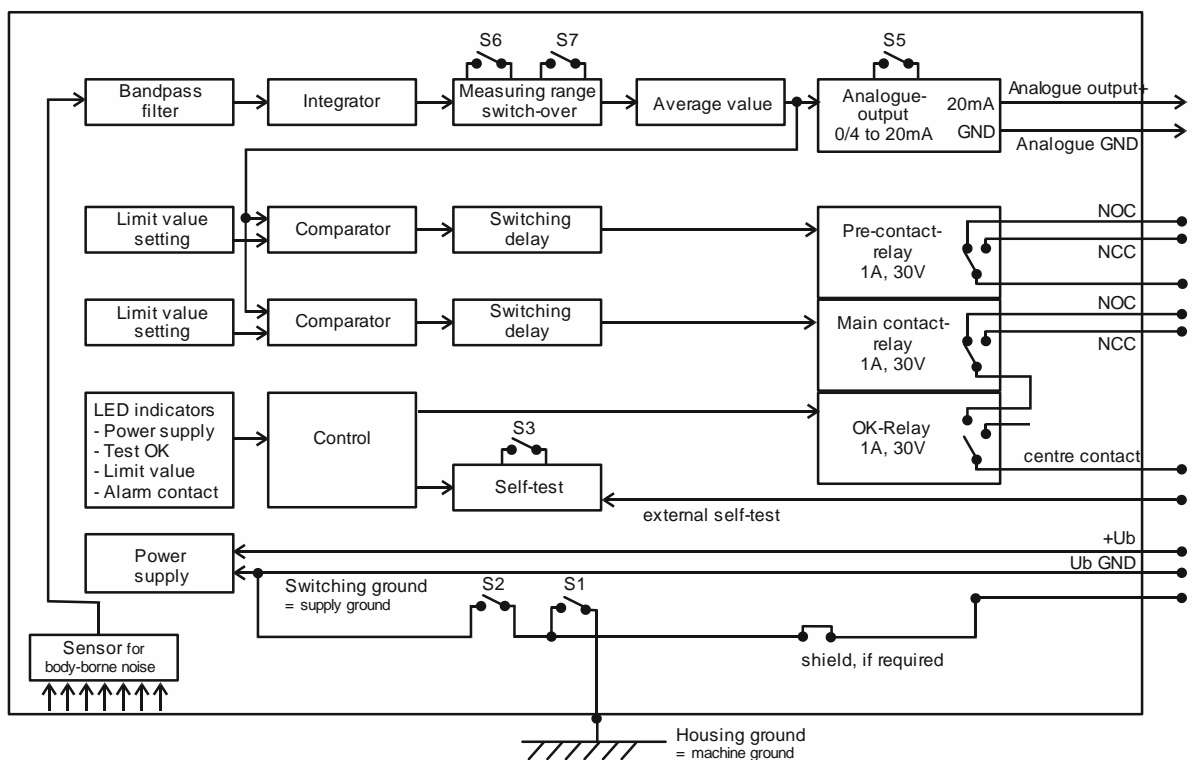 S6
S7
S5
Bandpass
filter
Integrator
Measuring range
switch-over
Average value
Analogue-
output
0/4 to 20mA
20mA
GND
Analogue output+
Analogue GND
Limit value
setting
Comparator
Switching
delay
Pre-contact-
relay
1A, 30V
NOC
NCC
Limit value
setting
Comparator
Switching
delay
Main contact-
relay
1A, 30V
NOC
NCC
LED indicators
- Power supply
- Test OK
- Limit value
- Alarm contact
Control
S3
Self-test
OK-Relay
1A, 30V
centre contact
external self-test
Power
supply
+Ub
Ub GND
Switching ground
= supply ground
S2
S1
shield, if required
Sensor for
body-borne noise
Housing ground
= machine ground